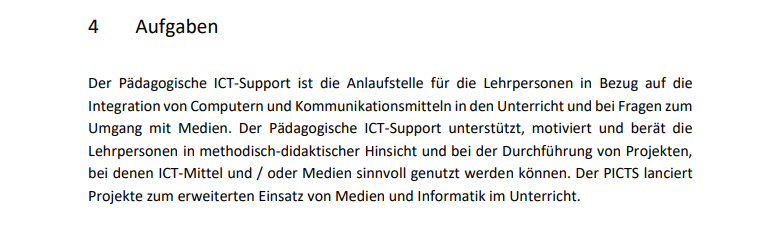 4 Aufgaben
Der Pädagogische ICT-Support ist die Anlaufstelle für die Lehrpersonen in Bezug auf die
Integration von Computern und Kommunikationsmitteln in den Unterricht und bei Fragen zum
Umgang mit Medien. Der Pädagogische ICT-Support unterstützt, motiviert und berät die
Lehrpersonen in methodisch-didaktischer Hinsicht und bei der Durchführung von Projekten,
bei denen ICT-Mittel und / oder Medien sinnvoll genutzt werden können. Der PICTS lanciert
Projekte zum erweiterten Einsatz von Medien und Informatik im Unterricht.